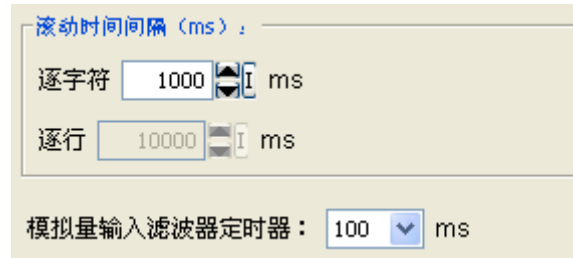 滚动时间间隔（ms）：
逐字符 1000 ms
逐行 10000 ms
模拟量输入滤波器定时器： 100 ms